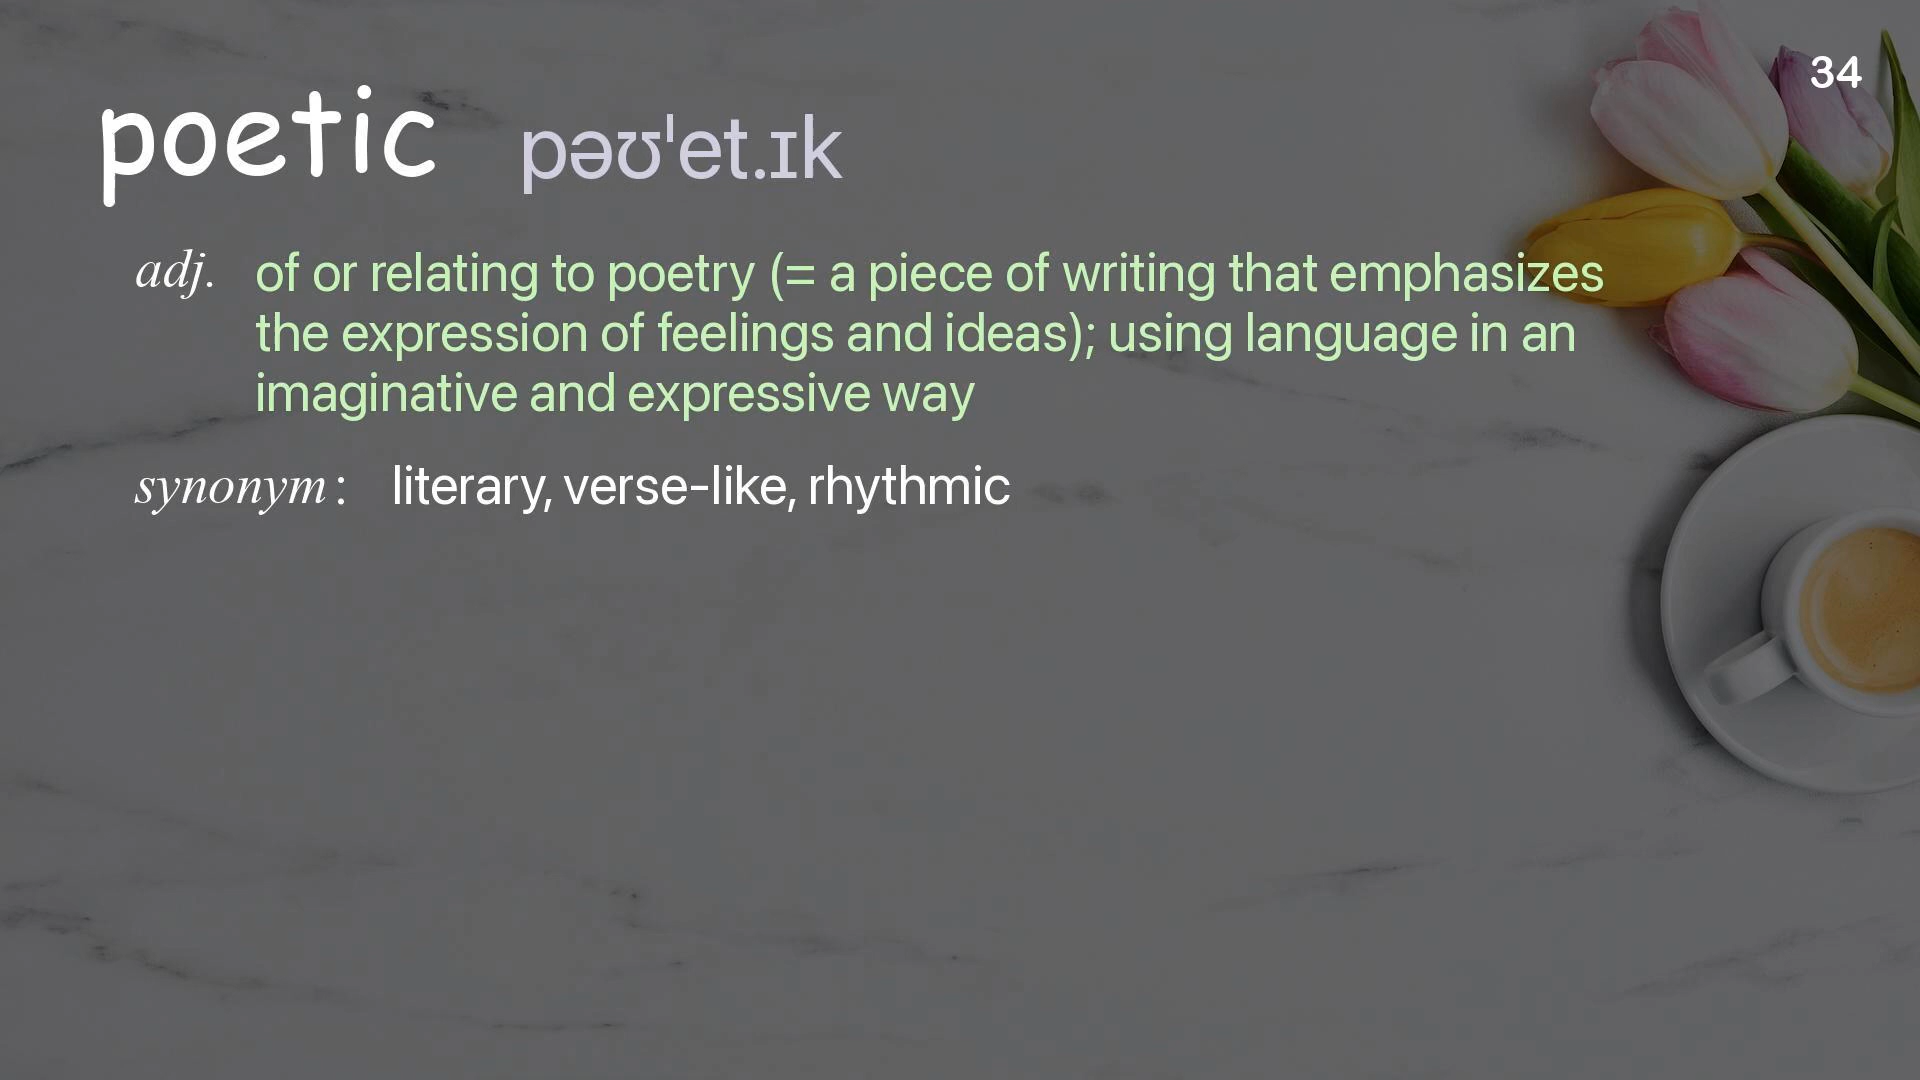 34
poetic pəʊˈet.ɪk
adj. of or relating to poetry (= a piece of writing that emphasizes
the expression of feelings and ideas); using language in an
imaginative and expressive way
synonym: literary, verse-like, rhythmic